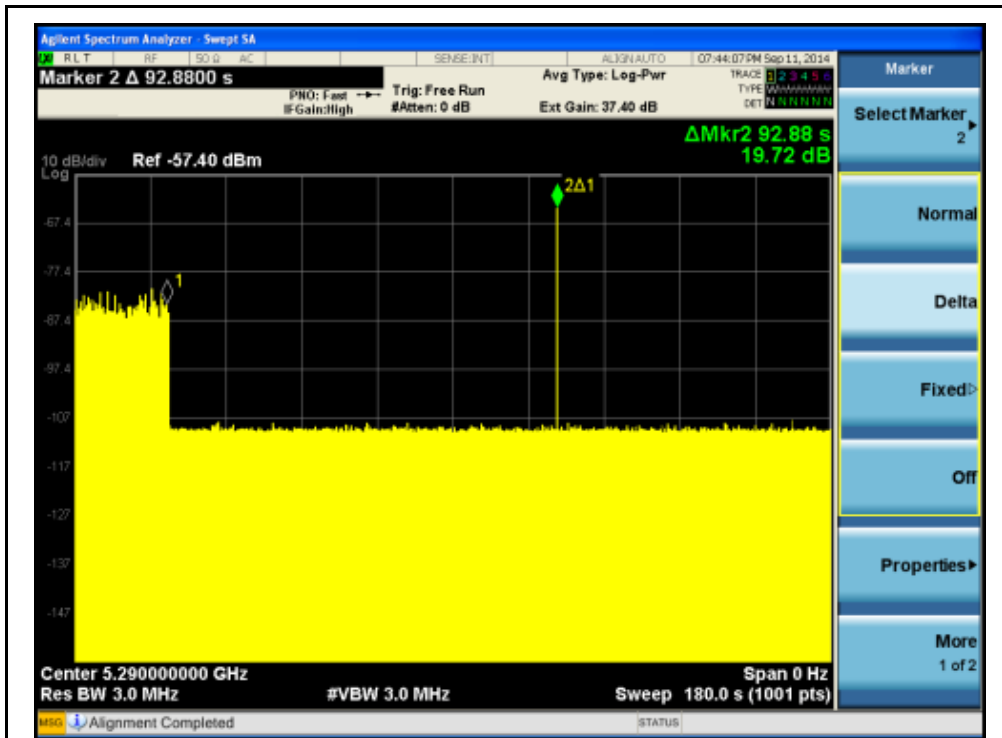 Agilent Spectrum Analyzer - Swept SA
RLT RF 50 Ω AC SENSE:INT ALIGNAUTO 07:44:07PM Sep 11, 2014
Marker 2 Δ 92.8800 s
PNO: Fast
IFGain:High
Trig: Free Run
#Atten: 0 dB
Avg Type: Log-Pwr
Ext Gain: 37.40 dB
TRACE 1 2 3 4 5 6
TYPE
DET N N N N N N
ΔMkr2 92.88 s
19.72 dB
10 dB/div Ref -57.40 dBm
Log
2Δ1
-67.4
-77.4
1
-87.4
-97.4
-107
-117
-127
-137
-147
Center 5.290000000 GHz Span 0 Hz
Res BW 3.0 MHz #VBW 3.0 MHz Sweep 180.0 s (1001 pts)
MSG Alignment Completed STATUS
Marker
Select Marker
2
Normal
Delta
Fixed
Off
Properties
More
1 of 2